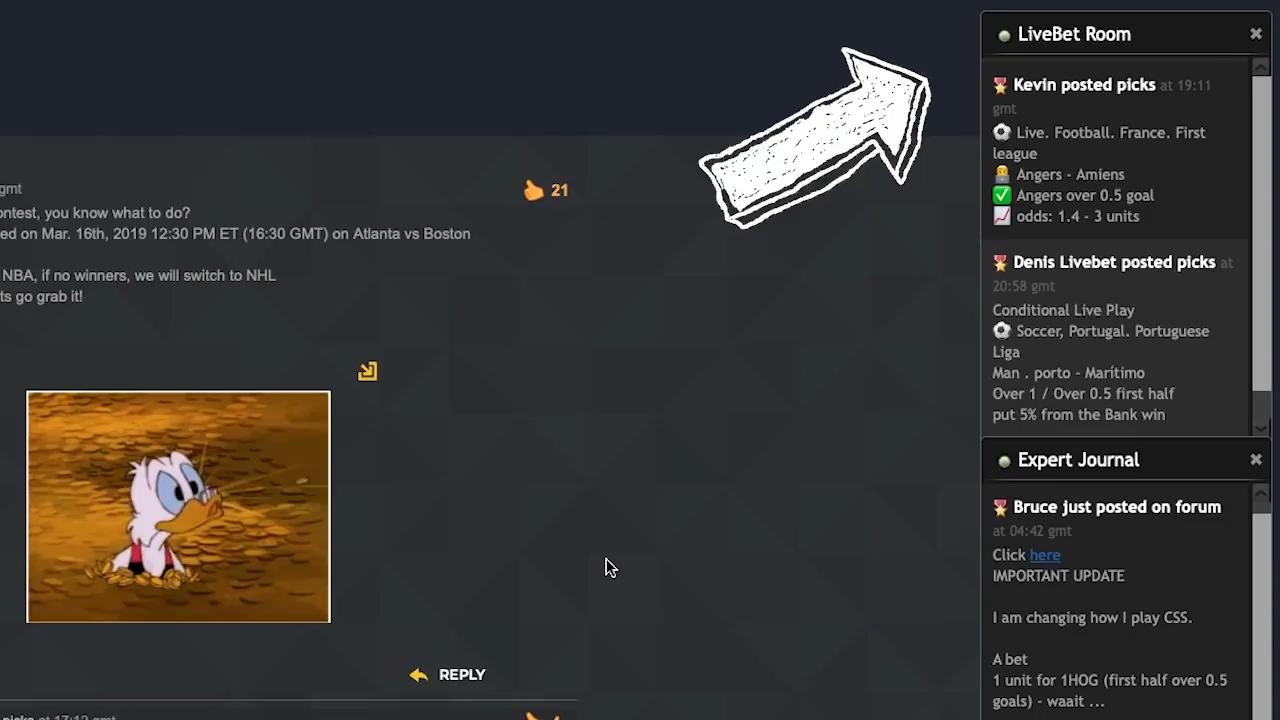 gmt
21
ontest, you know what to do?
ed on Mar. 16th, 2019 12:30 PM ET (16:30 GMT) on Atlanta vs Boston
NBA, if no winners, we will switch to NHL
ts go grab it!
REPLY
picks at 17:12 gmt
LiveBet Room
Kevin posted picks at 19:11
gmt
Live. Football. France. First
league
Angers - Amiens
Angers over 0.5 goal
odds: 1.4 - 3 units
Denis Livebet posted picks at
20:58 gmt
Conditional Live Play
Soccer, Portugal. Portuguese
Liga
Man . porto - Marítimo
Over 1 / Over 0.5 first half
put 5% from the Bank win
Expert Journal
Bruce just posted on forum
at 04:42 gmt
Click here
IMPORTANT UPDATE
I am changing how I play CSS.
A bet
1 unit for 1HOG (first half over 0.5
goals) - waait ...